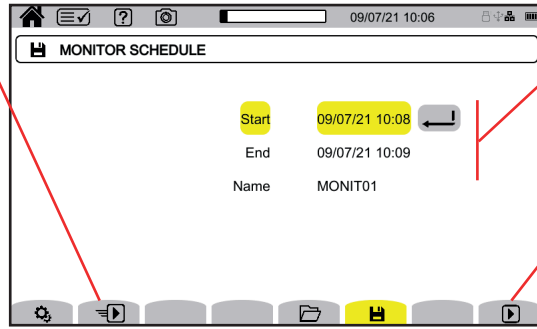 09/07/21 10:06
MONITOR SCHEDULE
Start 09/07/21 10:08
End 09/07/21 10:09
Name MONIT01